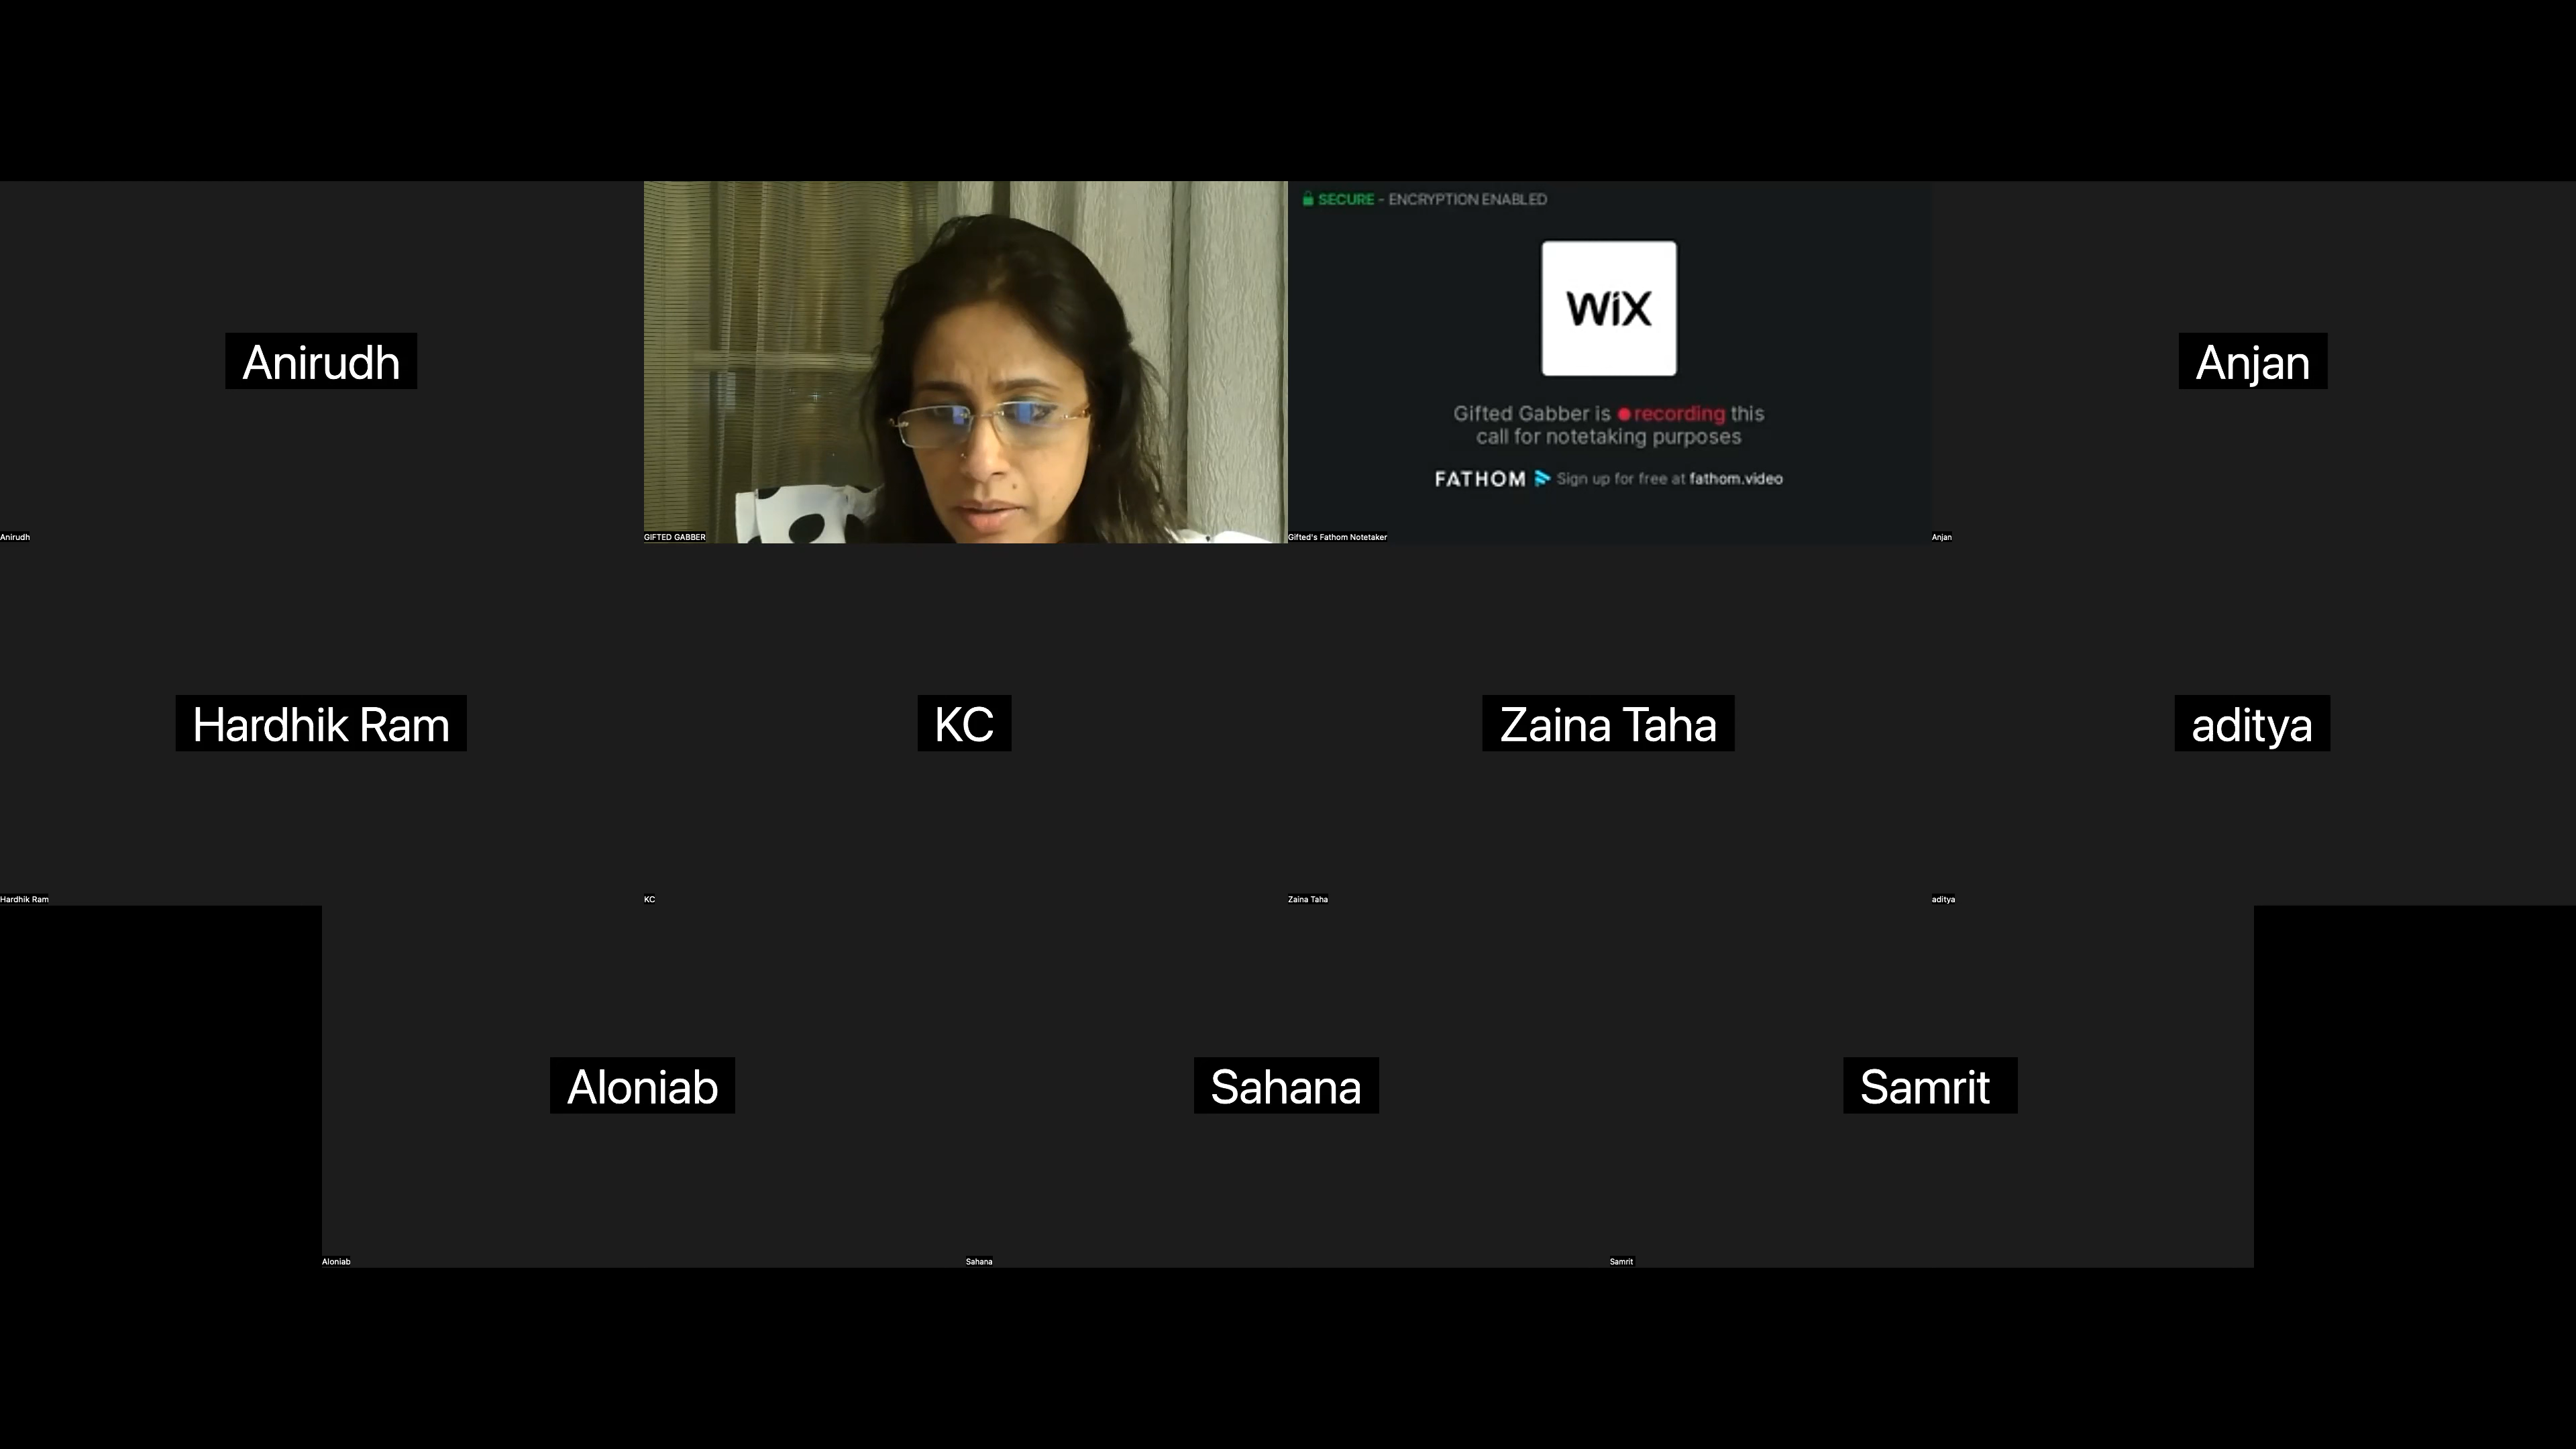 Anirudh
Anirudh
GIFTED GABBER
SECURE - ENCRYPTION ENABLED
WiX
Gifted Gabber is recording this
call for notetaking purposes
FATHOM Sign up for free at fathom.video
Gifted's Fathom Notetaker
Anjan
Anjan
Hardhik Ram
Hardhik Ram
KC
KC
Zaina Taha
Zaina Taha
aditya
aditya
Aloniab
Aloniab
Sahana
Sahana
Samrit
Samrit